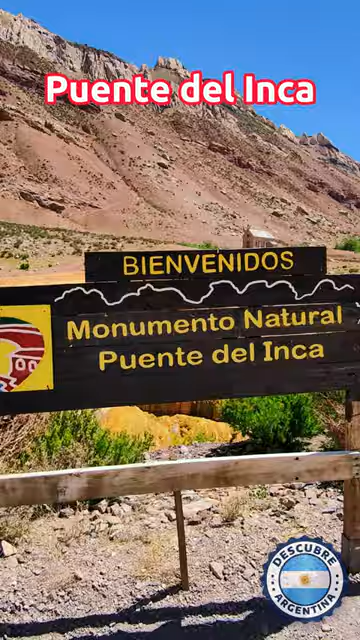 Puente del Inca
BIENVENIDOS
Monumento Natural
Puente del Inca
DESCUBRE
ARGENTINA